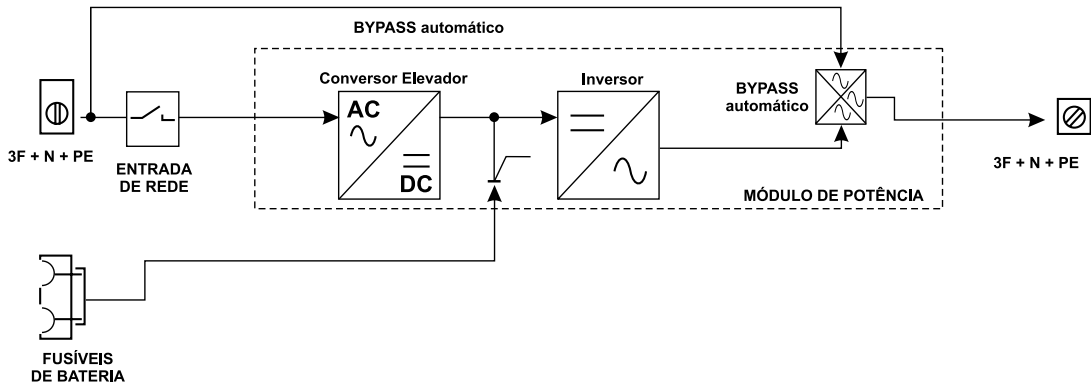 BYPASS automático
Conversor Elevador
Inversor
BYPASS
automático
AC
DC
3F + N + PE
ENTRADA
DE REDE
3F + N + PE
MÓDULO DE POTÊNCIA
FUSÍVEIS
DE BATERIA